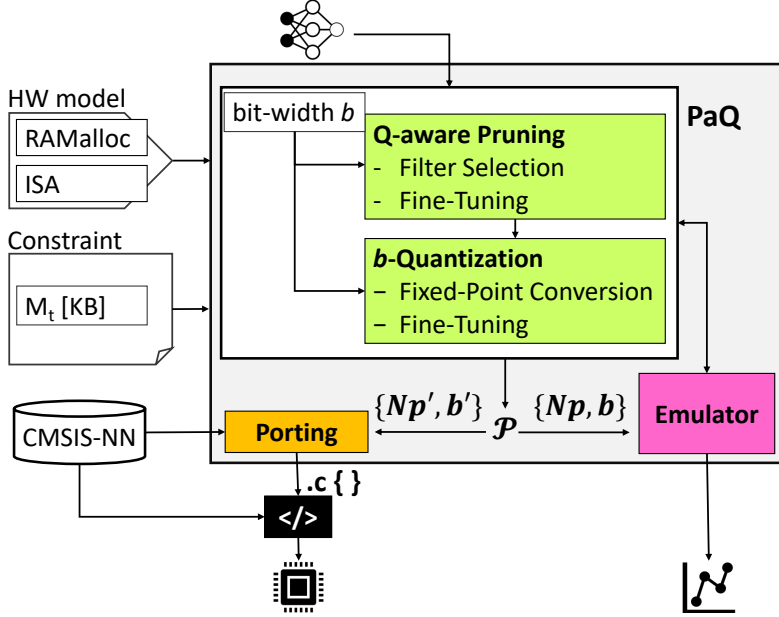 HW model
RAMalloc
ISA
Constraint
Mₜ [KB]
CMSIS-NN
PaQ
bit-width b
Q-aware Pruning
- Filter Selection
- Fine-Tuning
b-Quantization
− Fixed-Point Conversion
− Fine-Tuning
{Np′, b′}
𝒫
{Np, b}
Porting
Emulator
.c { }
</>